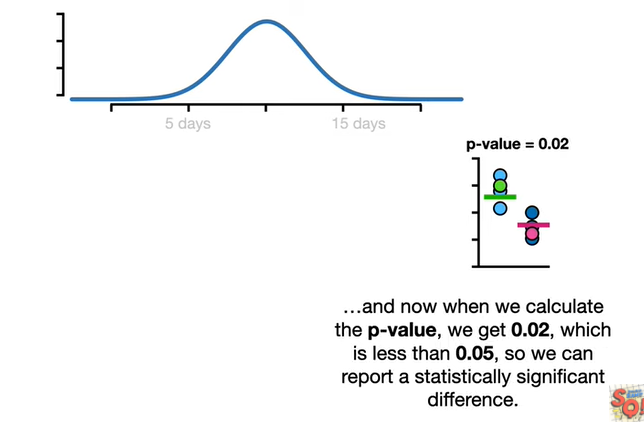 5 days
15 days
p-value = 0.02
…and now when we calculate
the p-value, we get 0.02, which
is less than 0.05, so we can
report a statistically significant
difference.
SQ!